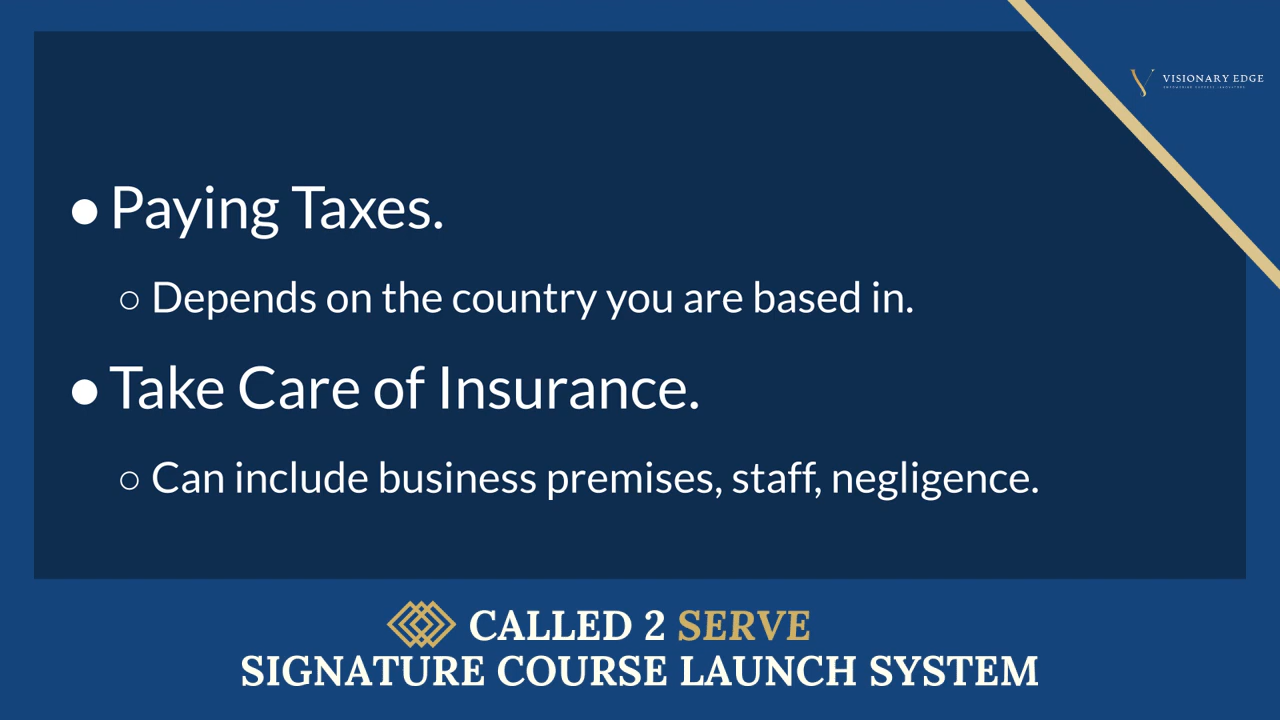 VISIONARY EDGE
● Paying Taxes.
○ Depends on the country you are based in.
● Take Care of Insurance.
○ Can include business premises, staff, negligence.
CALLED 2 SERVE
SIGNATURE COURSE LAUNCH SYSTEM